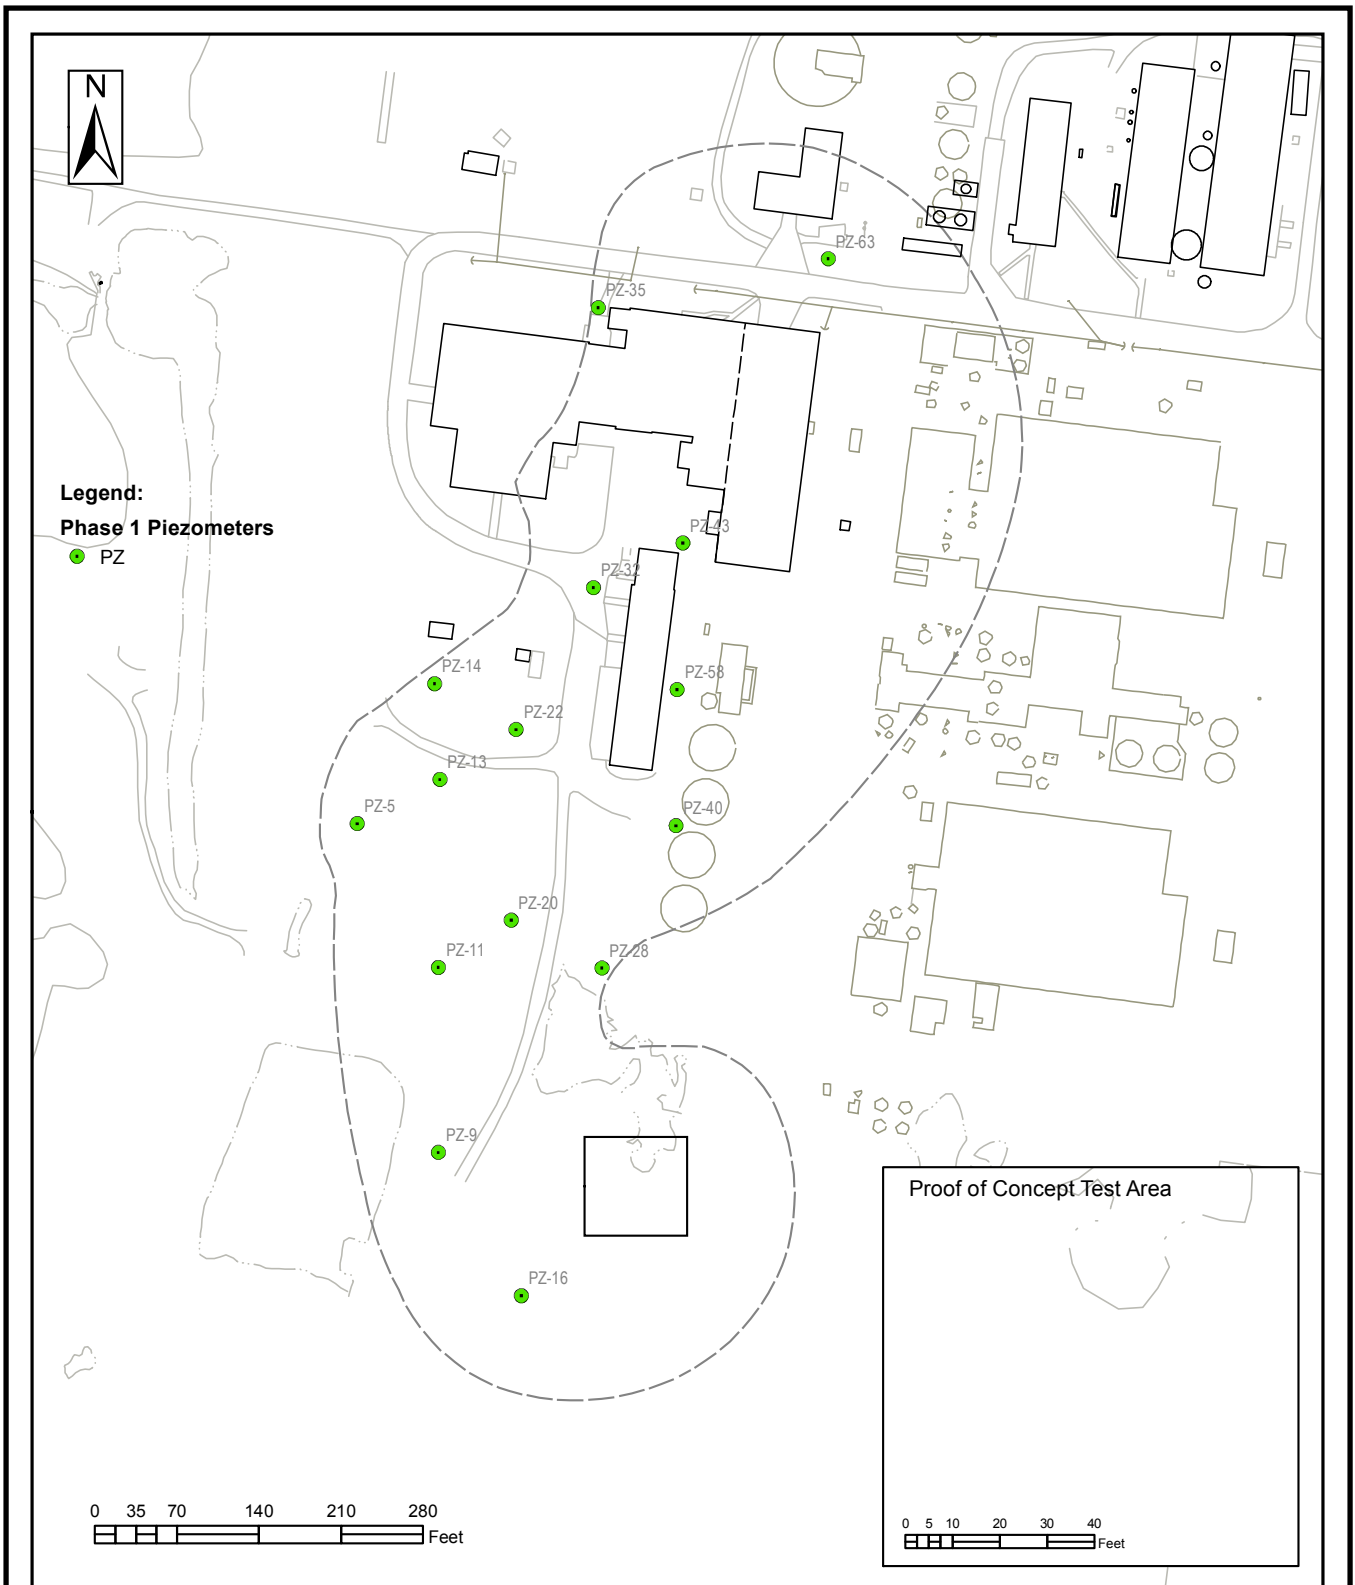 N
PZ-63
PZ-35
Legend:
Phase 1 Piezometers
PZ
PZ-43
PZ-32
PZ-14
PZ-58
PZ-22
PZ-13
PZ-5
PZ-40
PZ-20
PZ-11
PZ-28
PZ-9
Proof of Concept Test Area
PZ-16
0 35 70 140 210 280
Feet
0 5 10 20 30 40
Feet